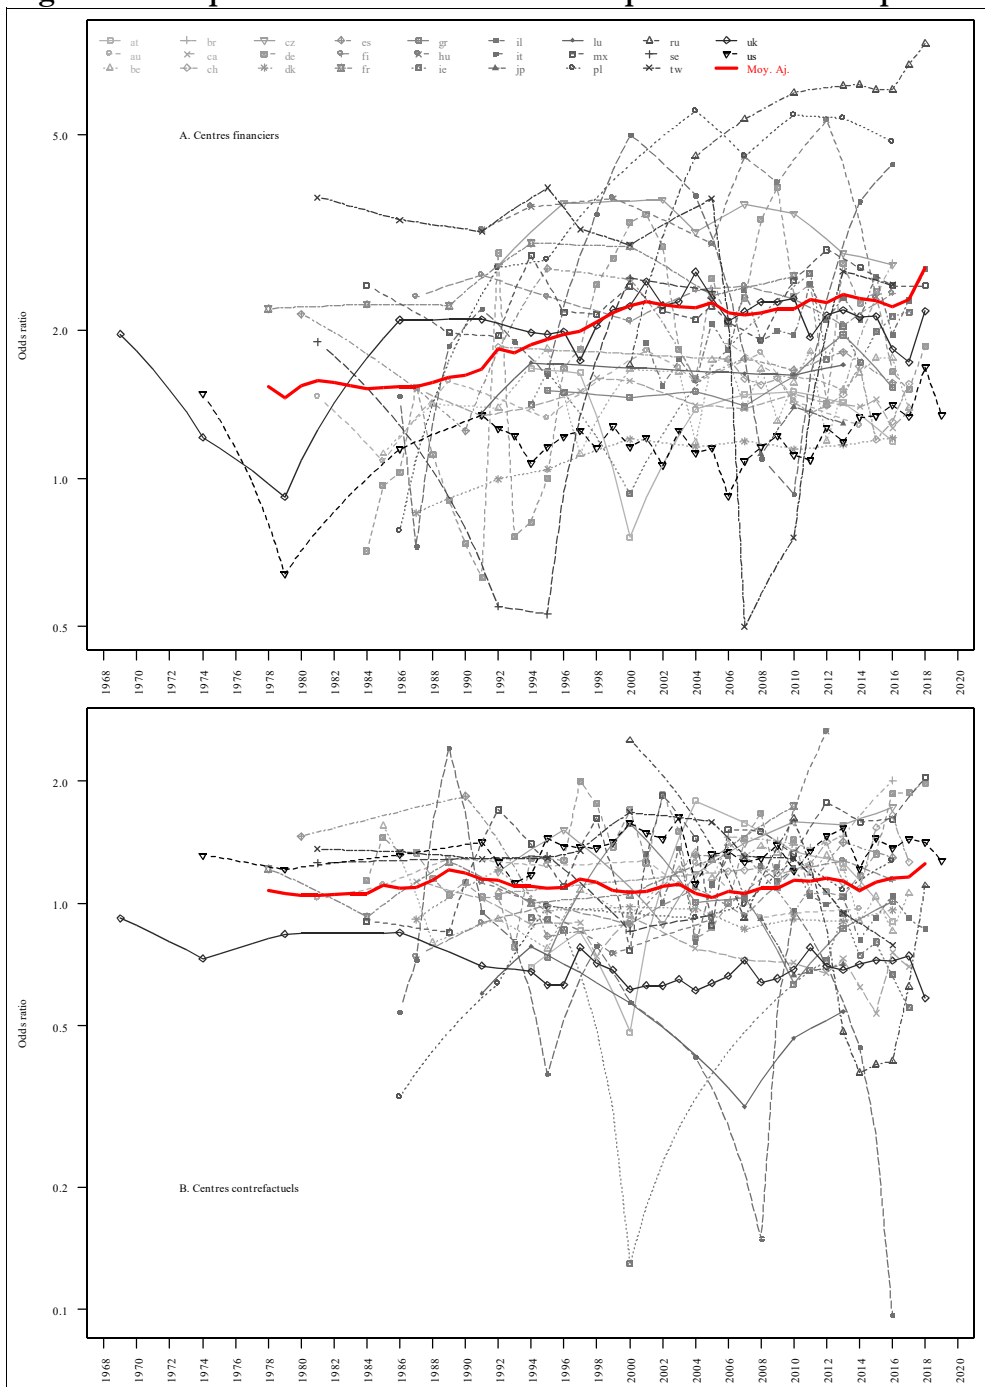 at br cz es gr il lu ru uk
au ca de fi hu it mx se us
be ch dk fr ie jp pl tw Moy. Aj.
A. Centres financiers
Odds ratio
5.0
2.0
1.0
0.5
1968 1970 1972 1974 1976 1978 1980 1982 1984 1986 1988 1990 1992 1994 1996 1998 2000 2002 2004 2006 2008 2010 2012 2014 2016 2018 2020
Odds ratio
2.0
1.0
0.5
0.2
0.1
B. Centres contrefactuels
1968 1970 1972 1974 1976 1978 1980 1982 1984 1986 1988 1990 1992 1994 1996 1998 2000 2002 2004 2006 2008 2010 2012 2014 2016 2018 2020